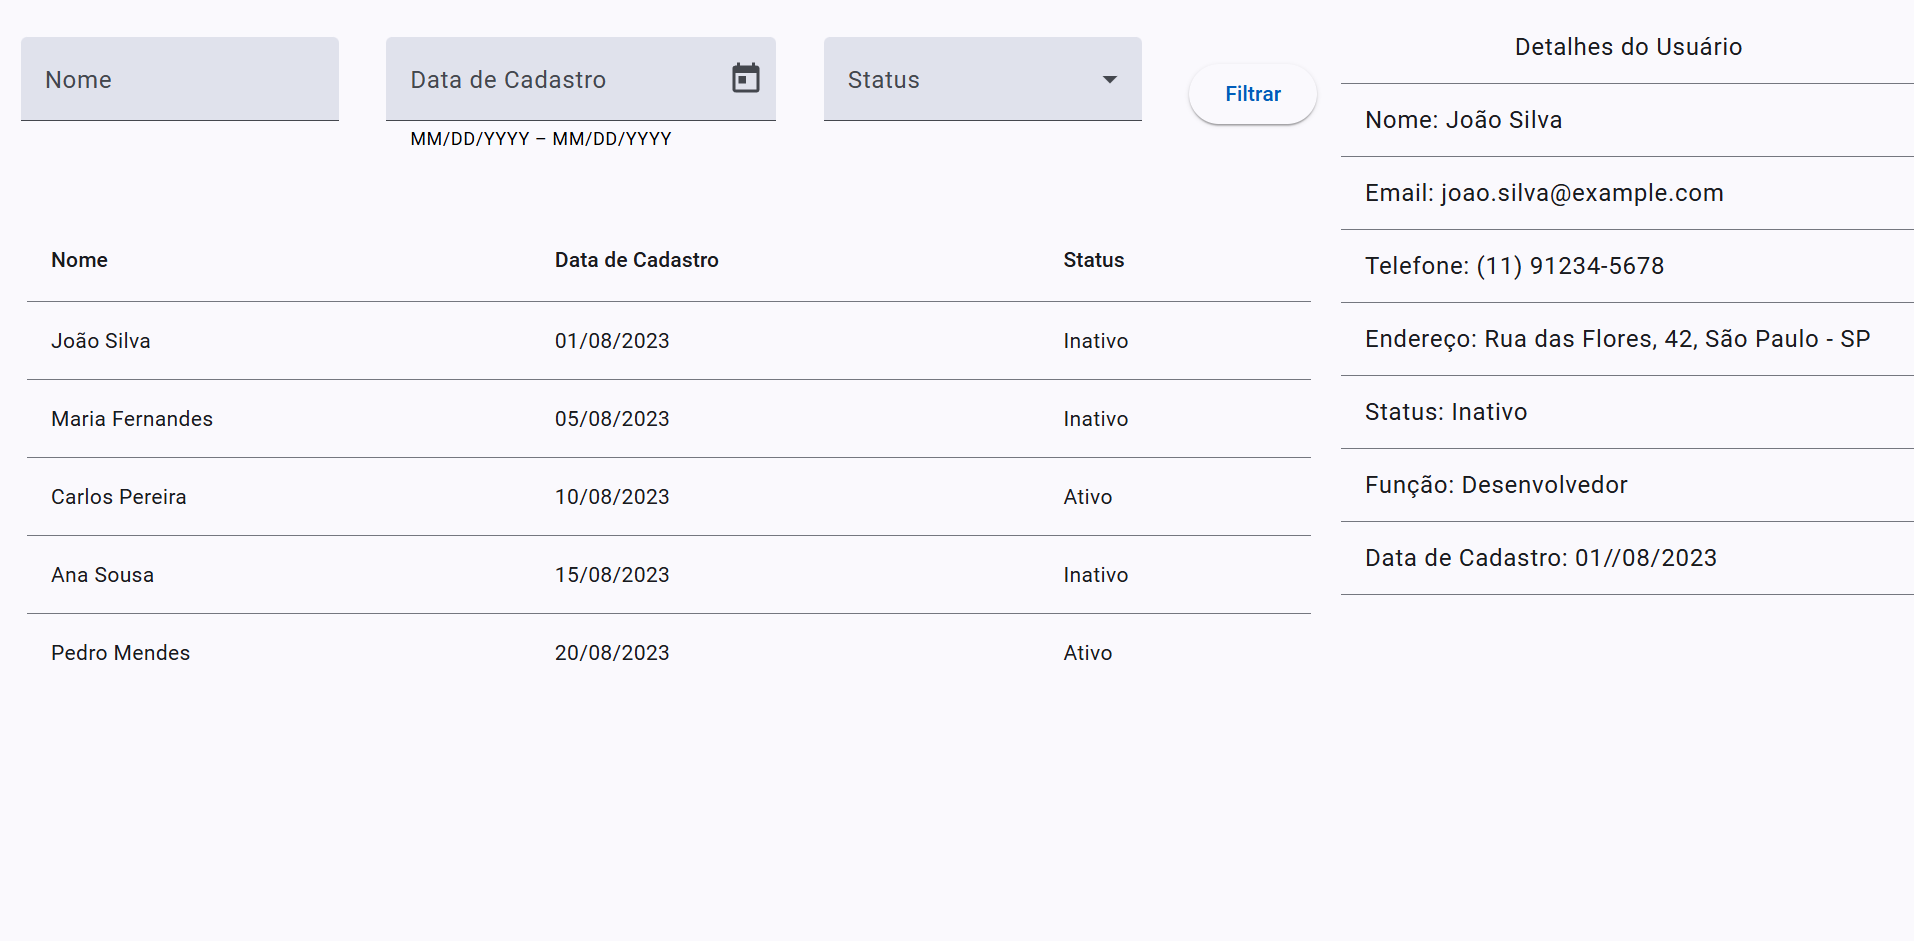 Nome
Data de Cadastro
MM/DD/YYYY – MM/DD/YYYY
Status
Filtrar
Nome Data de Cadastro Status
João Silva 01/08/2023 Inativo
Maria Fernandes 05/08/2023 Inativo
Carlos Pereira 10/08/2023 Ativo
Ana Sousa 15/08/2023 Inativo
Pedro Mendes 20/08/2023 Ativo
Detalhes do Usuário
Nome: João Silva
Email: joao.silva@example.com
Telefone: (11) 91234-5678
Endereço: Rua das Flores, 42, São Paulo - SP
Status: Inativo
Função: Desenvolvedor
Data de Cadastro: 01//08/2023